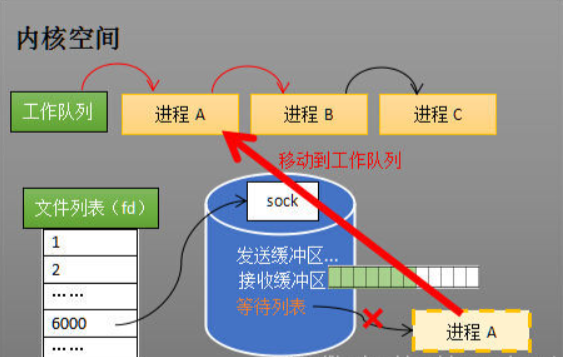 内核空间
工作队列
进程 A
进程 B
进程 C
移动到工作队列
文件列表（fd）
sock
1
2
……
6000
……
发送缓冲区...
接收缓冲区
等待列表
进程 A